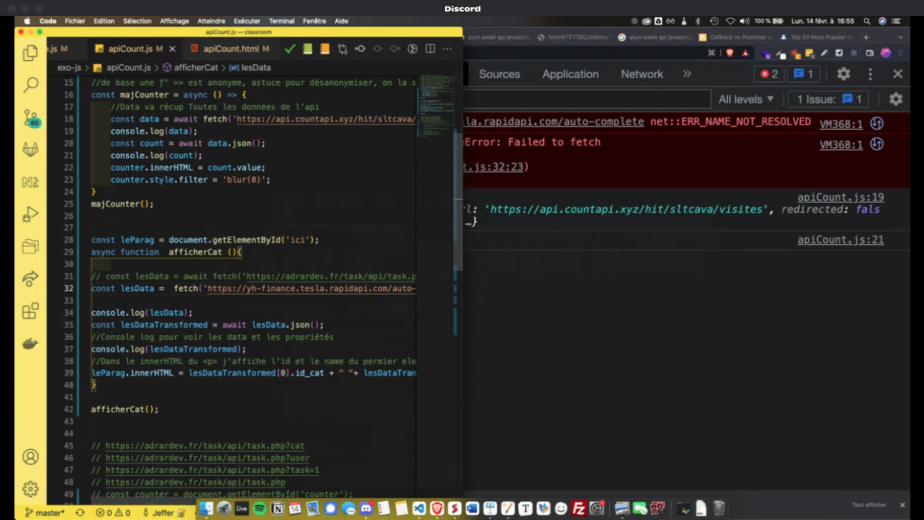 Discord
Code Fichier Edition Sélection Affichage Atteindre Exécuter Terminal Fenêtre Aide
100 % Lun. 14 fév. à 16:55
apiCount.js — classroom
.js M apiCount.js M apiCount.html M
exo-js > apiCount.js > afficherCat > lesData
Sources Application Network » 2 1
All levels ▼ 1 Issue: 1
15 //de base une f° => est anonyme, astuce pour désanonymiser, on la s
16 const majCounter = async () => {
17 //Data va récup Toutes les données de l'api
18 const data = await fetch('https://api.countapi.xyz/hit/sltcava/
19 console.log(data);
20 const count = await data.json();
21 console.log(count);
22 counter.innerHTML = count.value;
23 counter.style.filter = 'blur(0)';
24 }
25 majCounter();
26
27
28 const leParag = document.getElementById('ici');
29 async function afficherCat (){
30
31 // const lesData = await fetch('https://adrardev.fr/task/api/task.p
32 const lesData = fetch('https://yh-finance.tesla.rapidapi.com/auto-
33
34 console.log(lesData);
35 const lesDataTransformed = await lesData.json();
36 //Console log pour voir les data et les propriétés
37 console.log(lesDataTransformed);
38 //Dans le innerHTML du <p> j'affiche l'id et le name du permier ele
39 leParag.innerHTML = lesDataTransformed[0].id_cat + " "+ lesDataTran
40 }
41
42 afficherCat();
43
44
45 // https://adrardev.fr/task/api/task.php?cat
46 // https://adrardev.fr/task/api/task.php?user
47 // https://adrardev.fr/task/api/task.php?task=1
48 // https://adrardev.fr/task/api/task.php
49 // const counter = document.getElementById('counter');
sla.rapidapi.com/auto-complete net::ERR_NAME_NOT_RESOLVED VM368:1
eError: Failed to fetch VM368:1
t.js:32:23)
apiCount.js:19
rl: 'https://api.countapi.xyz/hit/sltcava/visites', redirected: fals
…}
apiCount.js:21
65
master* 0 0 Jeffer
Tout afficher